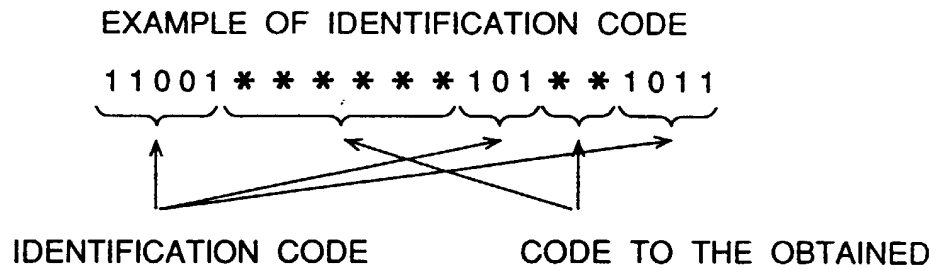 EXAMPLE OF IDENTIFICATION CODE
11001******101**1011
IDENTIFICATION CODE
CODE TO THE OBTAINED